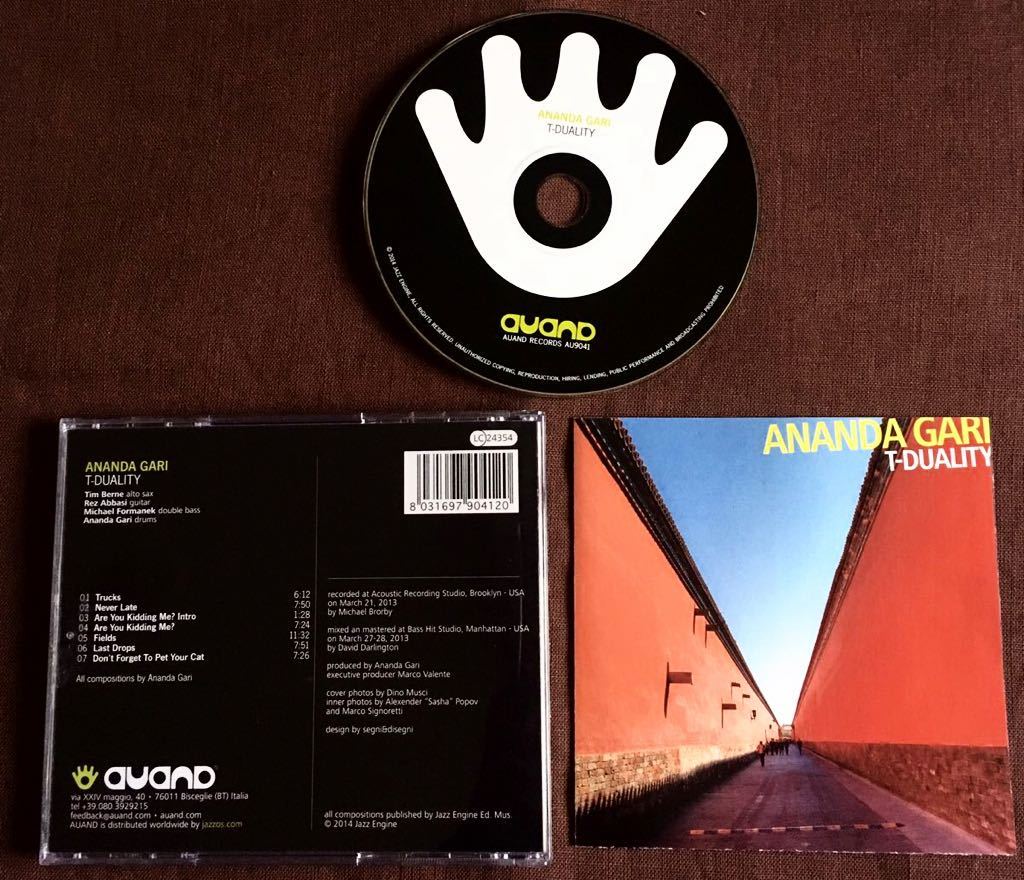 ANANDA GARI
T-DUALITY
auand
AUAND RECORDS AU9041
© 2014 JAZZ ENGINE. ALL RIGHTS RESERVED. UNAUTHORIZED COPYING, REPRODUCTION, HIRING, LENDING, PUBLIC PERFORMANCE AND BROADCASTING PROHIBITED
LC 24354
8 031697 904120
ANANDA GARI
T-DUALITY
Tim Berne alto sax
Rez Abbasi guitar
Michael Formanek double bass
Ananda Gari drums
01 Trucks 6:12
02 Never Late 7:50
03 Are You Kidding Me? Intro 1:28
04 Are You Kidding Me? 7:24
05 Fields 11:32
06 Last Drops 7:51
07 Don't Forget To Pet Your Cat 7:26
All compositions by Ananda Gari
recorded at Acoustic Recording Studio, Brooklyn - USA
on March 21, 2013
by Michael Brorby
mixed an mastered at Bass Hit Studio, Manhattan - USA
on March 27-28, 2013
by David Darlington
produced by Ananda Gari
executive producer Marco Valente
cover photos by Dino Musci
inner photos by Alexender "Sasha" Popov
and Marco Signoretti
design by segni&disegni
auand
via XXIV maggio, 40 • 76011 Bisceglie (BT) Italia
tel +39 080 3929215
feedback@auand.com • auand.com
AUAND is distributed worldwide by jazzos.com
all compositions published by Jazz Engine Ed. Mus.
© 2014 Jazz Engine
ANANDA GARI
T-DUALITY